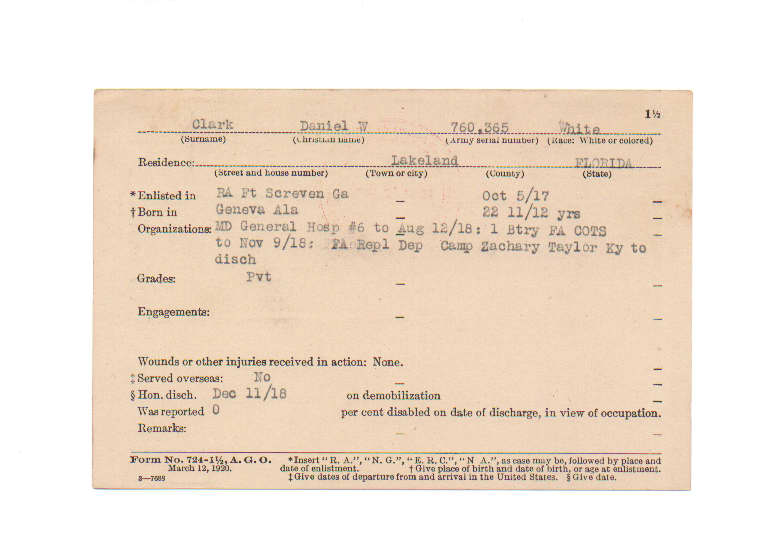 1½
Clark Daniel W 760,365 White
(Surname) (Christian name) (Army serial number) (Race: White or colored)
Residence: Lakeland FLORIDA
(Street and house number) (Town or city) (County) (State)
*Enlisted in RA Ft Screven Ga Oct 5/17
†Born in Geneva Ala 22 11/12 yrs
Organizations: MD General Hosp #6 to Aug 12/18; 1 Btry FA COTS
to Nov 9/18; FA Repl Dep Camp Zachary Taylor Ky to
disch
Grades: Pvt
Engagements:
Wounds or other injuries received in action: None.
‡Served overseas: No
§Hon. disch. Dec 11/18 on demobilization
Was reported 0 per cent disabled on date of discharge, in view of occupation.
Remarks:
Form No. 724-1½, A. G. O. *Insert "R. A.", "N. G.", "E. R. C.", "N A.", as case may be, followed by place and
March 12, 1920. date of enlistment. †Give place of birth and date of birth, or age at enlistment.
3—7688 ‡Give dates of departure from and arrival in the United States. §Give date.